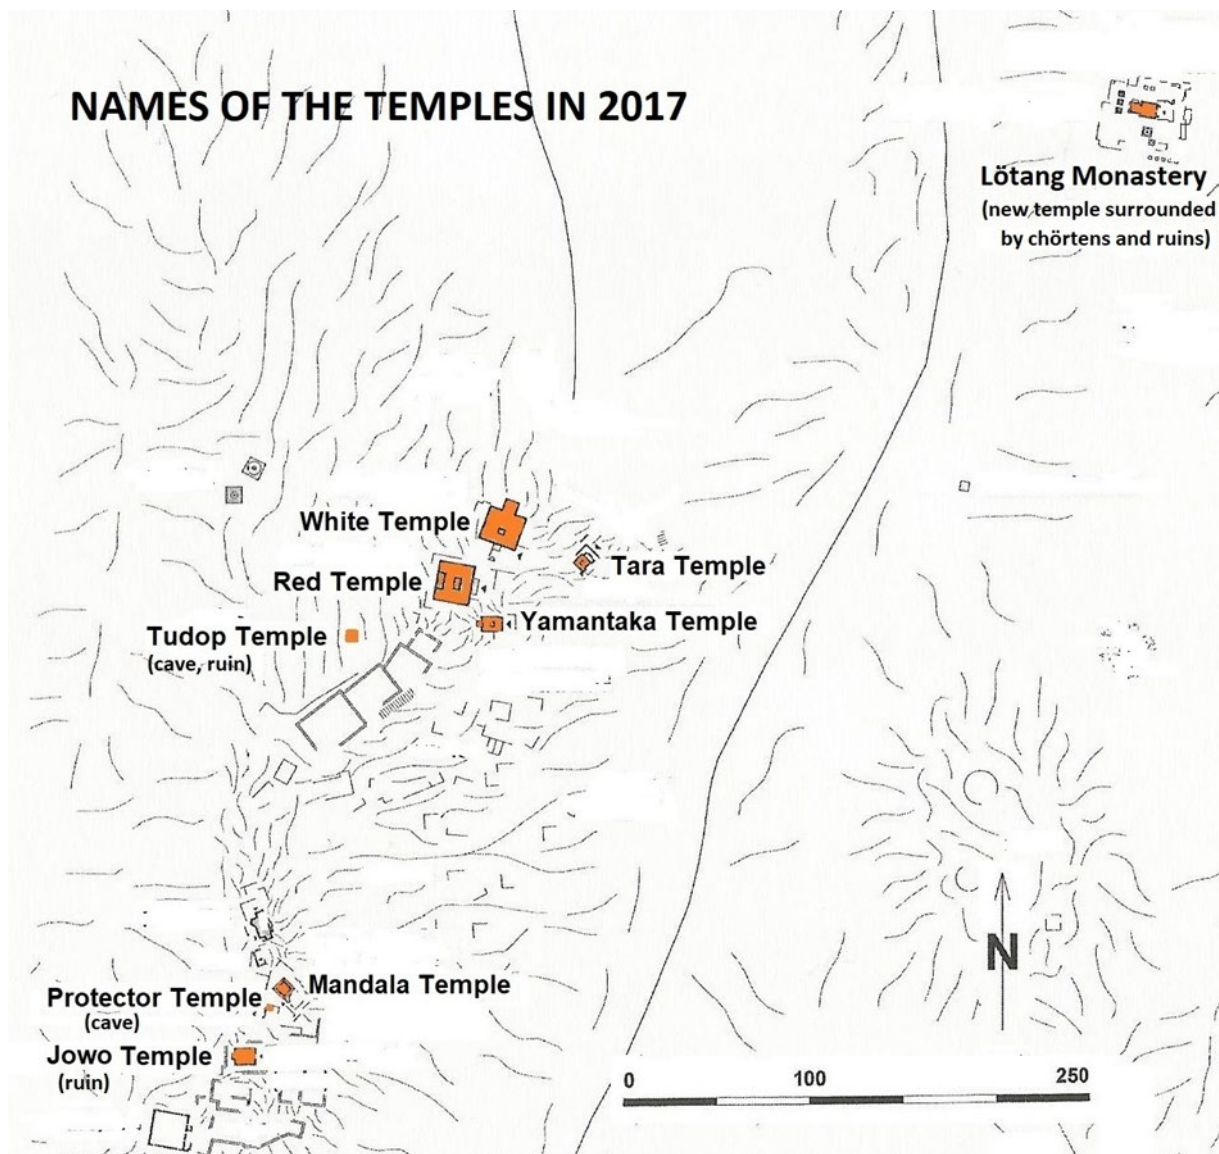 NAMES OF THE TEMPLES IN 2017
Lötang Monastery
(new temple surrounded
by chörtens and ruins)
White Temple
Tara Temple
Red Temple
Yamantaka Temple
Tudop Temple
(cave, ruin)
N
Mandala Temple
Protector Temple
(cave)
Jowo Temple
(ruin)
0 100 250